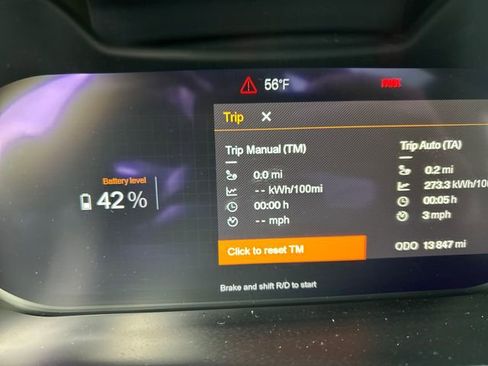 56°F
Trip ×
Trip Manual (TM)
0.0 mi
-- kWh/100mi
00:00 h
-- mph
Click to reset TM
Trip Auto (TA)
0.2 mi
273.3 kWh/100
00:05 h
3 mph
ODO 13 847 mi
Battery level
42 %
Brake and shift R/D to start